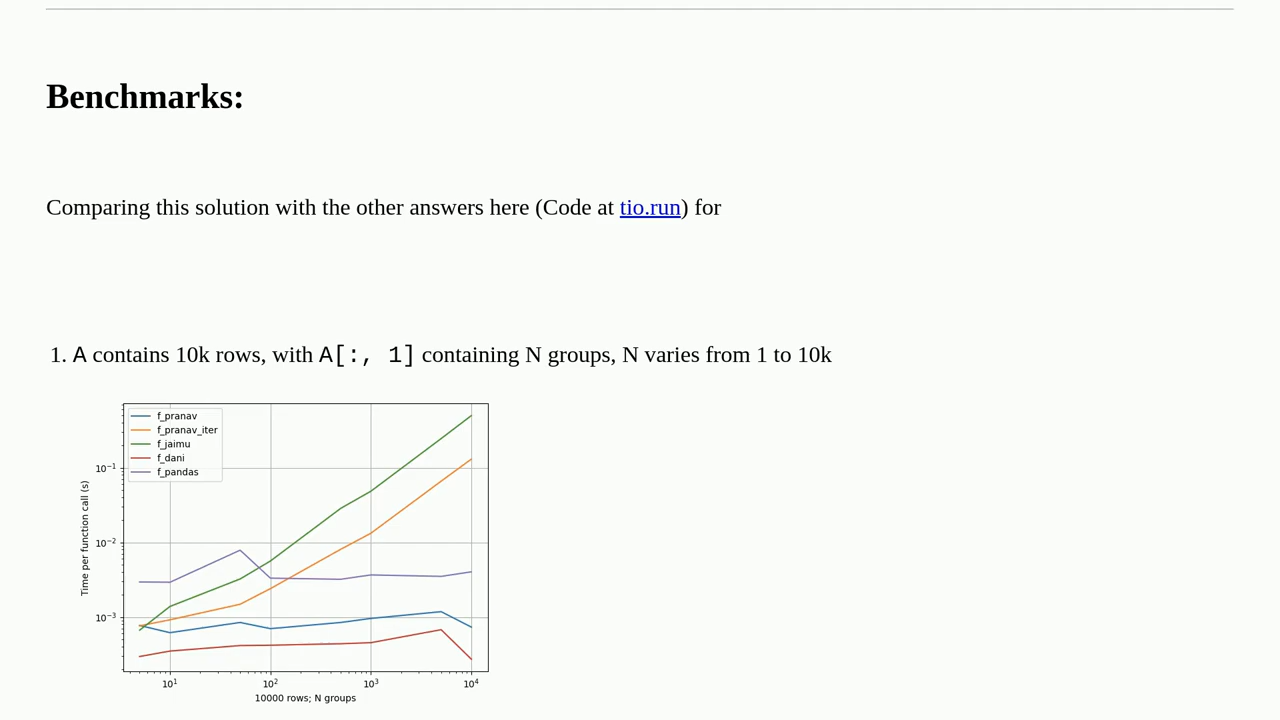 Benchmarks:
Comparing this solution with the other answers here (Code at tio.run) for
1. A contains 10k rows, with A[:, 1] containing N groups, N varies from 1 to 10k
f_pranav
f_pranav_iter
f_jaimu
f_dani
f_pandas
Time per function call (s)
10⁻¹
10⁻²
10⁻³
10¹ 10² 10³ 10⁴
10000 rows; N groups